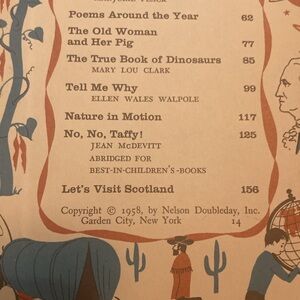 Poems Around the Year 62
The Old Woman
and Her Pig 77
The True Book of Dinosaurs 85
MARY LOU CLARK
Tell Me Why 99
ELLEN WALES WALPOLE
Nature in Motion 117
No, No, Taffy! 125
JEAN McDEVITT
ABRIDGED FOR
BEST-IN-CHILDREN'S-BOOKS
Let's Visit Scotland 156
Copyright © 1958, by Nelson Doubleday, Inc.
Garden City, New York 14